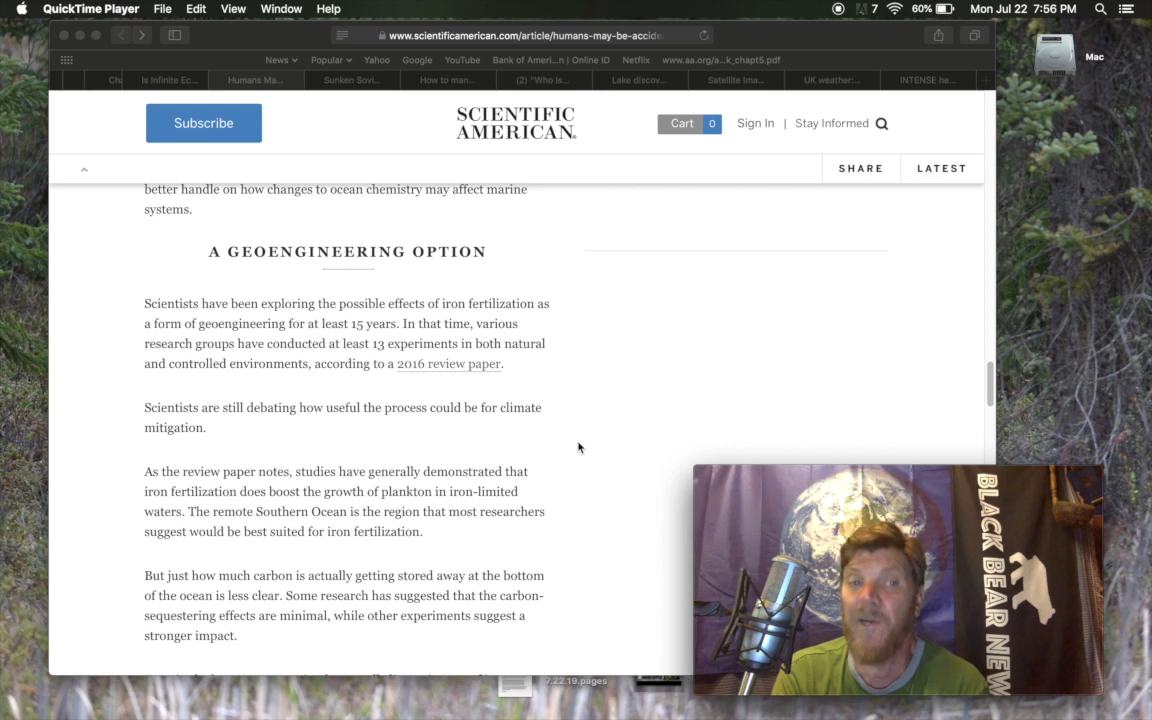 QuickTime Player File Edit View Window Help 7 60% Mon Jul 22 7:56 PM
www.scientificamerican.com/article/humans-may-be-accide
News Popular Yahoo Google YouTube Bank of Ameri...n | Online ID Netflix www.aa.org/a...k_chapt5.pdf
Is Infinite Ec... Humans Ma... Sunken Sovi... How to man... (2) "Who Is... Lake discov... Satellite Ima... UK weather:... INTENSE he...
Mac
Subscribe
SCIENTIFIC
AMERICAN
Cart 0 Sign In | Stay Informed
SHARE LATEST
better handle on how changes to ocean chemistry may affect marine
systems.
A GEOENGINEERING OPTION
Scientists have been exploring the possible effects of iron fertilization as
a form of geoengineering for at least 15 years. In that time, various
research groups have conducted at least 13 experiments in both natural
and controlled environments, according to a 2016 review paper.
Scientists are still debating how useful the process could be for climate
mitigation.
As the review paper notes, studies have generally demonstrated that
iron fertilization does boost the growth of plankton in iron-limited
waters. The remote Southern Ocean is the region that most researchers
suggest would be best suited for iron fertilization.
But just how much carbon is actually getting stored away at the bottom
of the ocean is less clear. Some research has suggested that the carbon-
sequestering effects are minimal, while other experiments suggest a
stronger impact.
BLACK BEAR NEW
7.22.19.pages